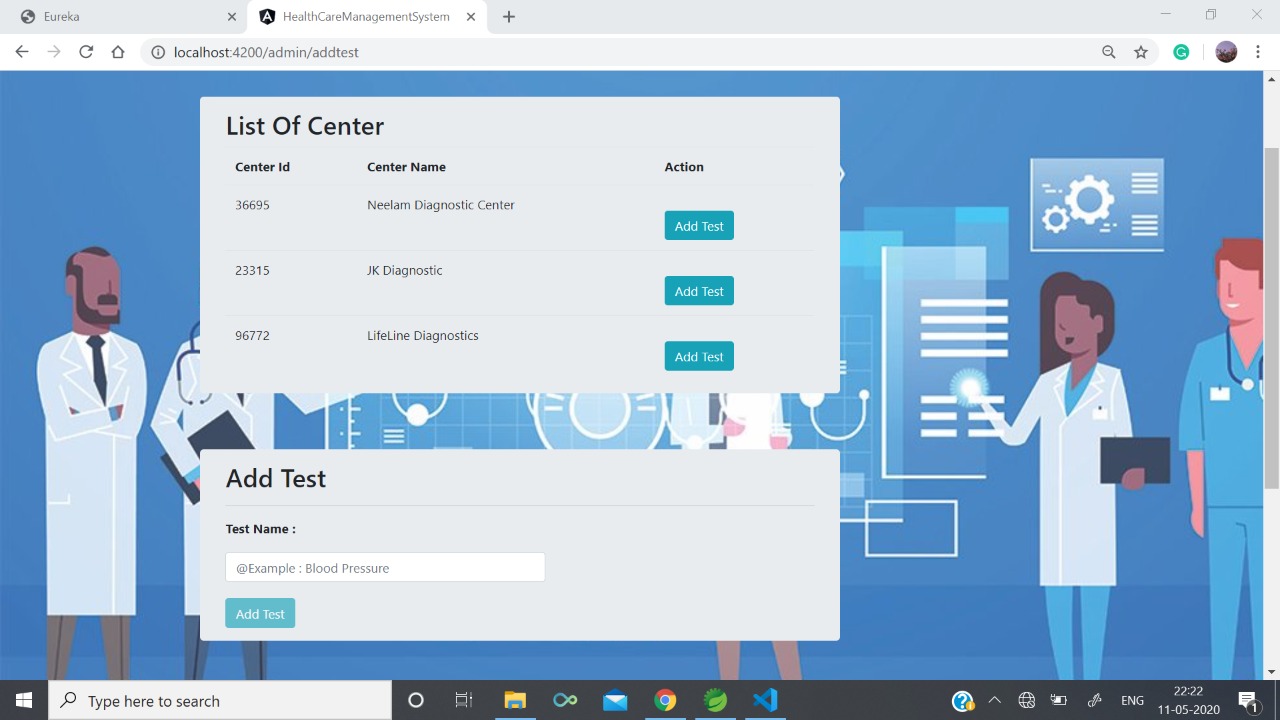 Eureka
HealthCareManagementSystem
localhost:4200/admin/addtest
List Of Center
Center Id Center Name Action
36695 Neelam Diagnostic Center
Add Test
23315 JK Diagnostic
Add Test
96772 LifeLine Diagnostics
Add Test
Add Test
Test Name :
@Example : Blood Pressure
Add Test
Type here to search
ENG
22:22
11-05-2020
1